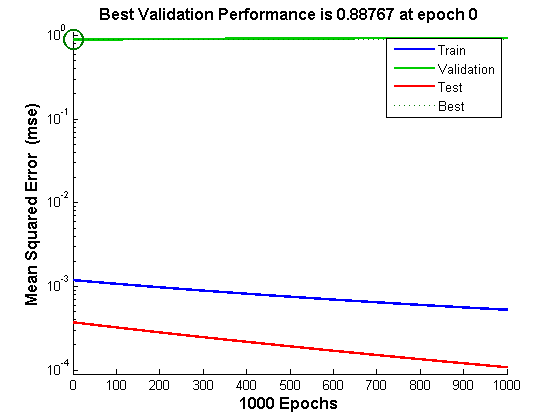 Best Validation Performance is 0.88767 at epoch 0
Mean Squared Error (mse)
10^0
10^-1
10^-2
10^-3
10^-4
Train
Validation
Test
Best
0 100 200 300 400 500 600 700 800 900 1000
1000 Epochs